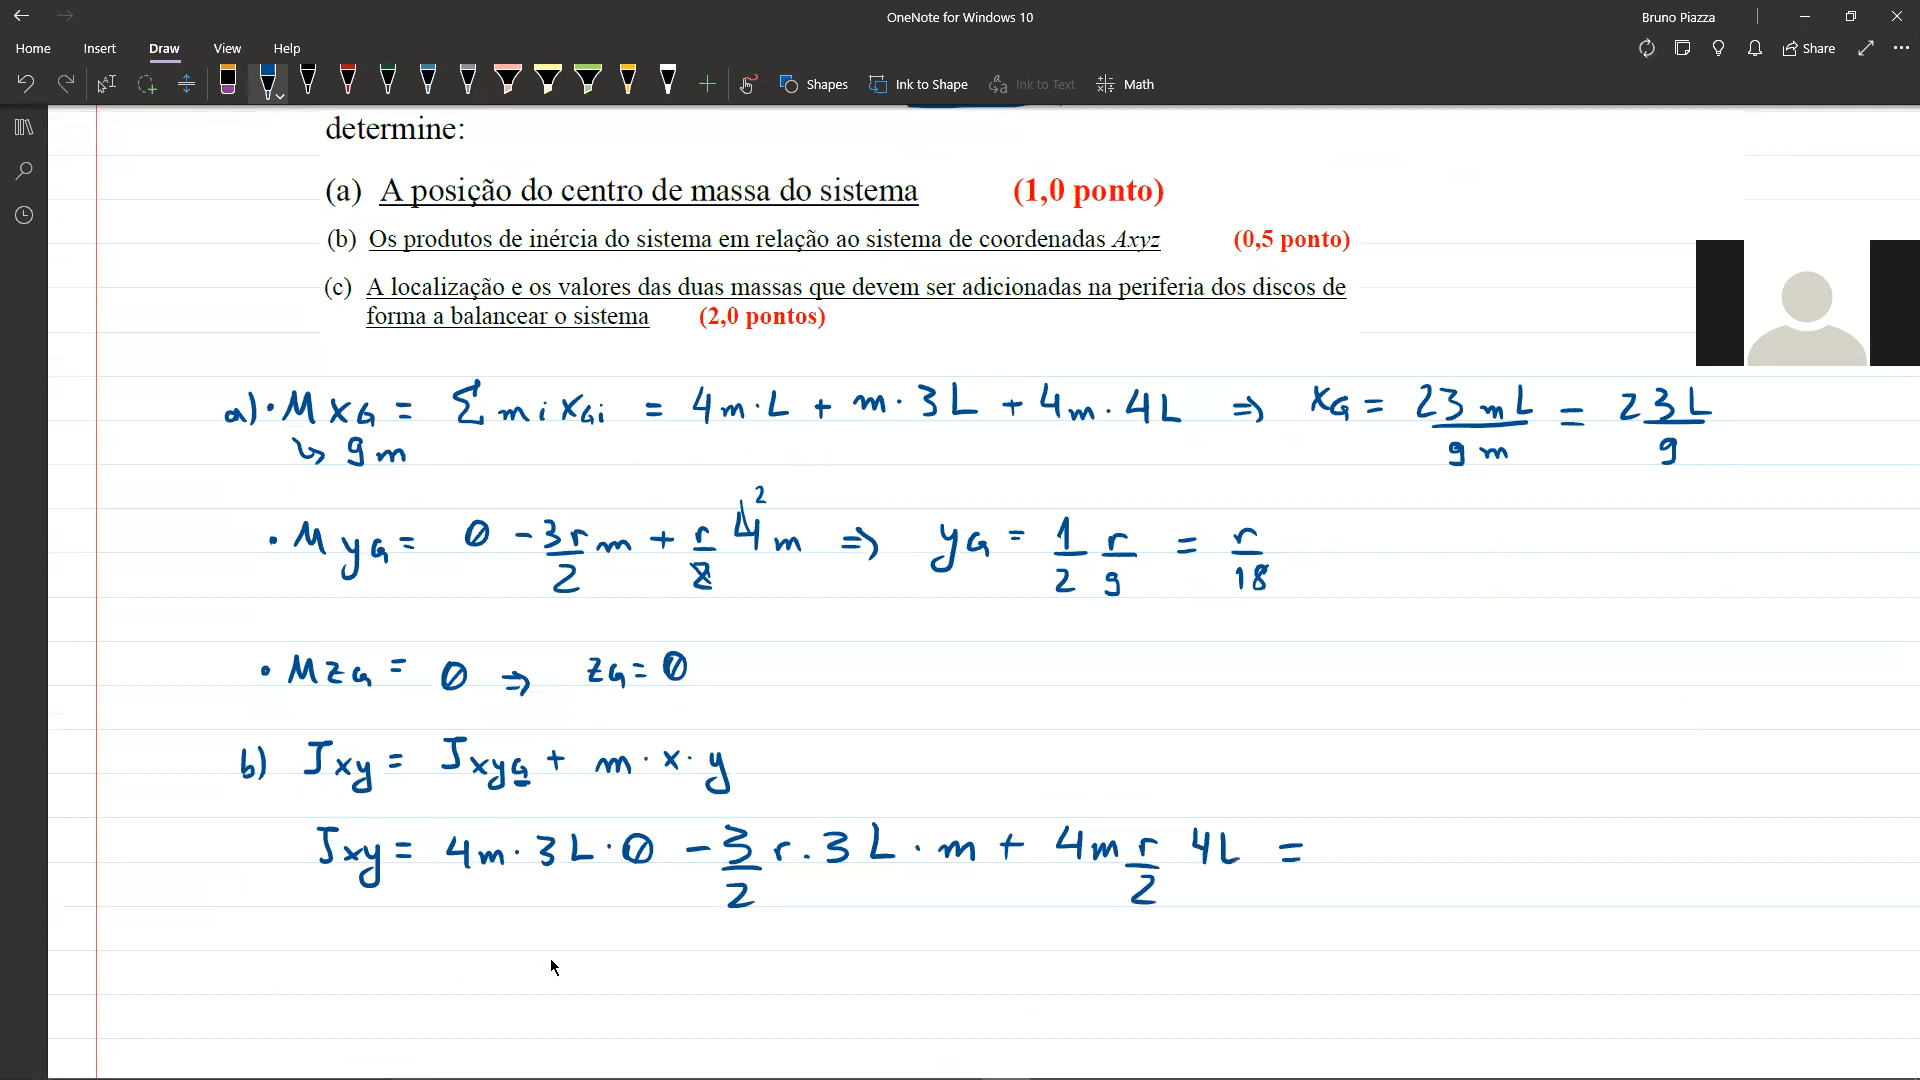 OneNote for Windows 10
Bruno Piazza
Home Insert Draw View Help
Share
Shapes Ink to Shape Ink to Text Math
determine:
(a) A posição do centro de massa do sistema (1,0 ponto)
(b) Os produtos de inércia do sistema em relação ao sistema de coordenadas Axyz (0,5 ponto)
(c) A localização e os valores das duas massas que devem ser adicionadas na periferia dos discos de
forma a balancear o sistema (2,0 pontos)
a) • M xG = Σ mi xGi = 4m · L + m · 3L + 4m · 4L ⇒ xG = 23 mL / 9m = 23L / 9
↳ 9m
• M yG = 0 - 3r/2 m + r/2 4 2 m ⇒ yG = 1/2 r/9 = r/18
• M zG = 0 ⇒ zG = 0
b) Jxy = JxyG + m · x · y
Jxy = 4m · 3L · 0 - 3/2 r · 3L · m + 4m r/2 4L =